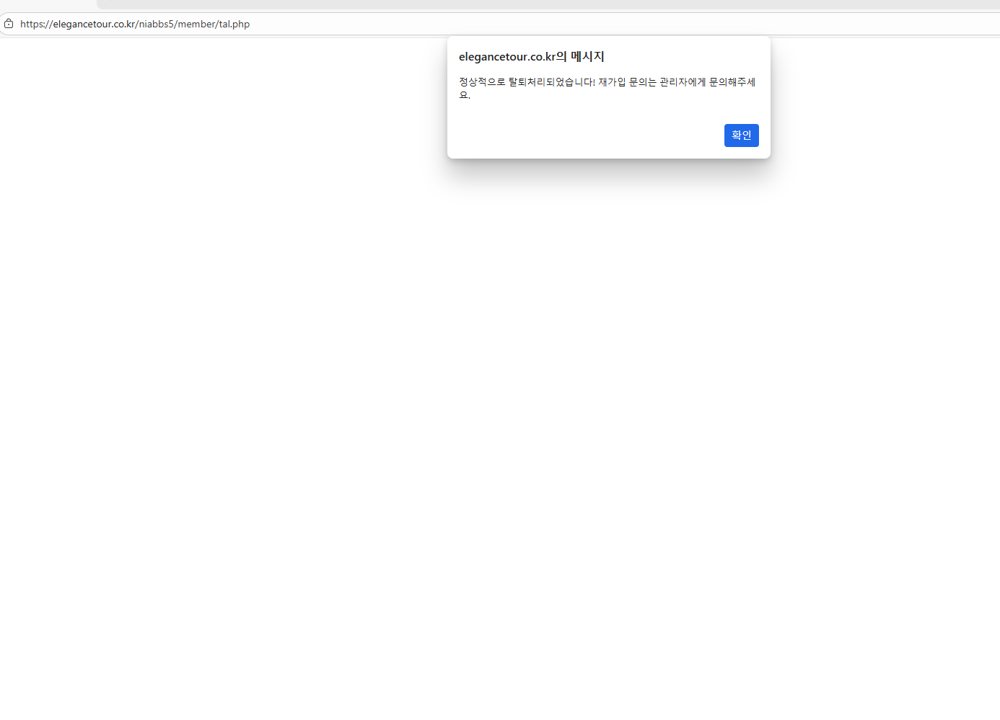 https://elegancetour.co.kr/niabbs5/member/tal.php
elegancetour.co.kr의 메시지
정상적으로 탈퇴처리되었습니다! 재가입 문의는 관리자에게 문의해주세
요.
확인